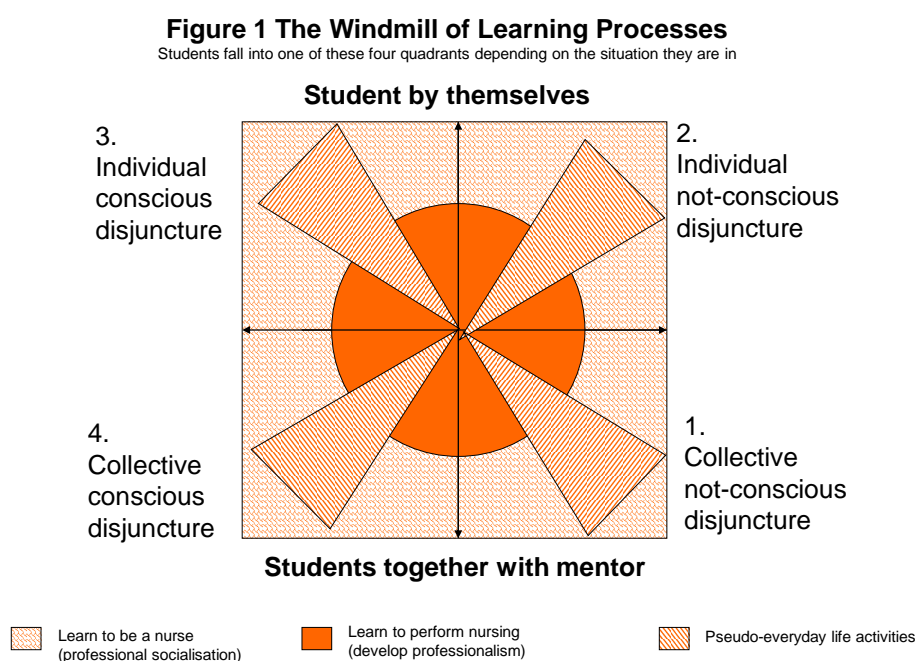 Figure 1 The Windmill of Learning Processes
Students fall into one of these four quadrants depending on the situation they are in
Student by themselves
3.
Individual
conscious
disjuncture
2.
Individual
not-conscious
disjuncture
4.
Collective
conscious
disjuncture
1.
Collective
not-conscious
disjuncture
Students together with mentor
Learn to be a nurse
(professional socialisation)
Learn to perform nursing
(develop professionalism)
Pseudo-everyday life activities